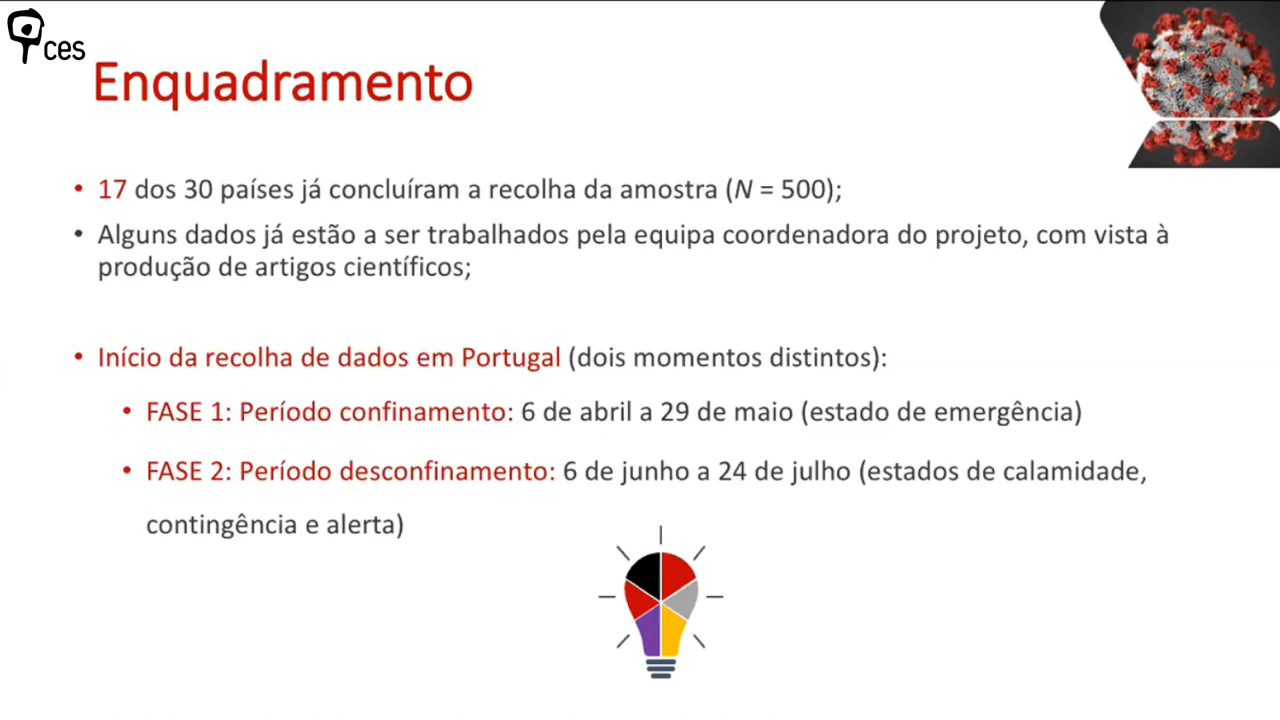 ces
Enquadramento
• 17 dos 30 países já concluíram a recolha da amostra (N = 500);
• Alguns dados já estão a ser trabalhados pela equipa coordenadora do projeto, com vista à
produção de artigos científicos;
• Início da recolha de dados em Portugal (dois momentos distintos):
• FASE 1: Período confinamento: 6 de abril a 29 de maio (estado de emergência)
• FASE 2: Período desconfinamento: 6 de junho a 24 de julho (estados de calamidade,
contingência e alerta)